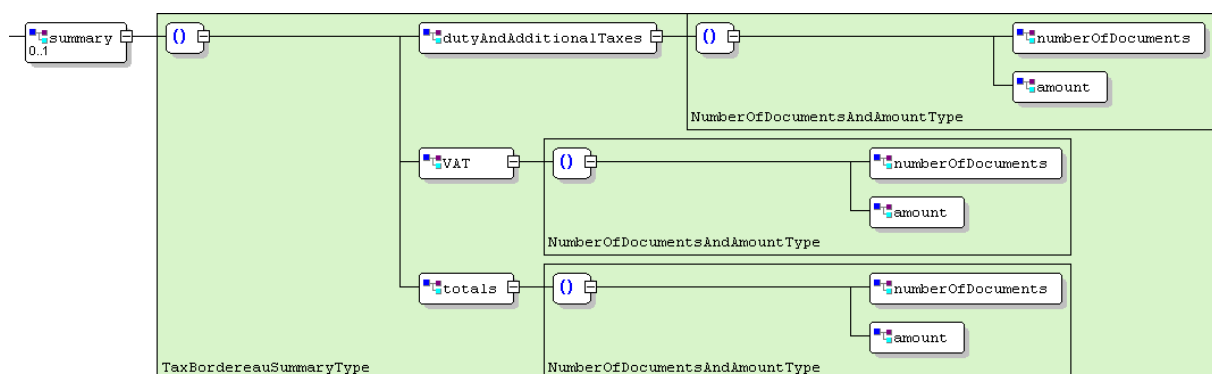 summary
0..1
()
dutyAndAdditionalTaxes
()
numberOfDocuments
amount
NumberOfDocumentsAndAmountType
VAT
()
numberOfDocuments
amount
NumberOfDocumentsAndAmountType
totals
()
numberOfDocuments
amount
TaxBordereauSummaryType
NumberOfDocumentsAndAmountType